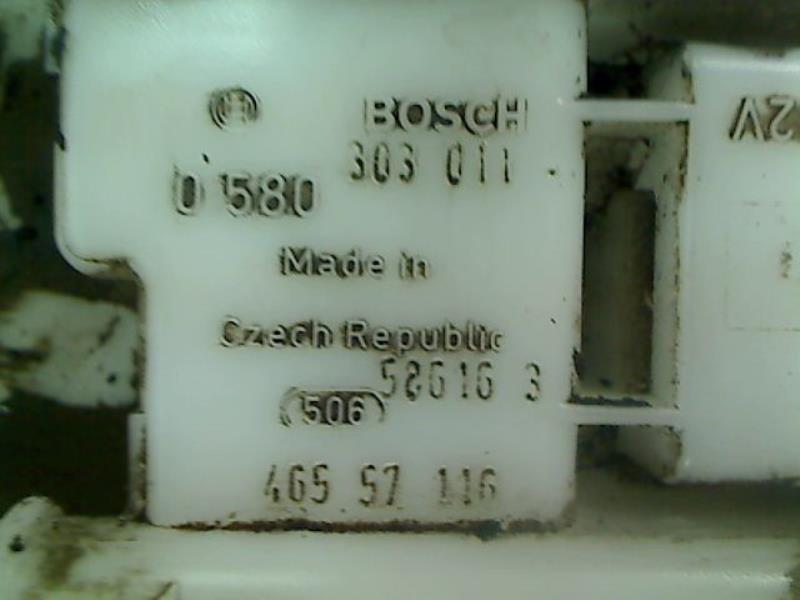 BOSCH
0 580 303 011
Made in
Czech Republic
58616 3
506
465 57 116